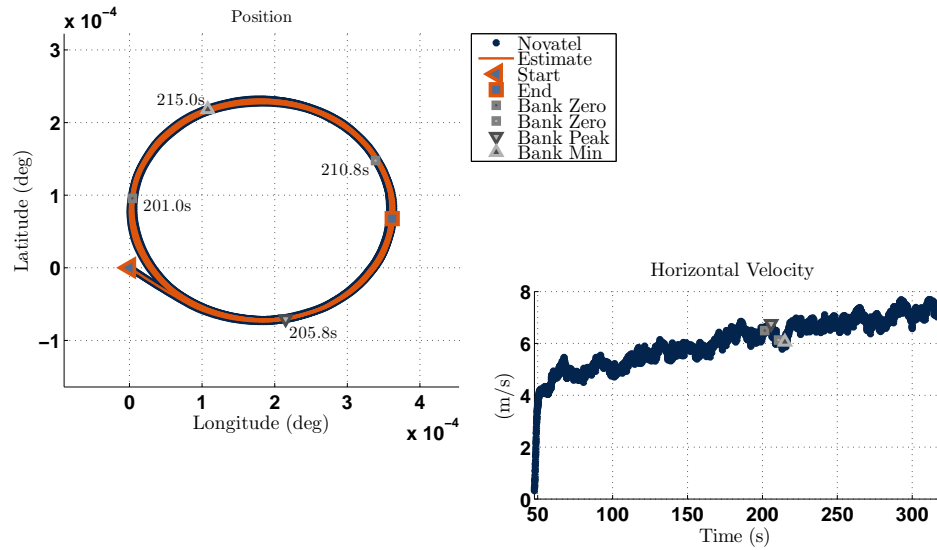 Position
x 10⁻⁴
3
2
1
0
−1
Latitude (deg)
215.0s
210.8s
201.0s
205.8s
0
1
2
3
4
Longitude (deg)
x 10⁻⁴
Novatel
Estimate
Start
End
Bank Zero
Bank Zero
Bank Peak
Bank Min
Horizontal Velocity
8
6
4
2
0
(m/s)
50
100
150
200
250
300
Time (s)